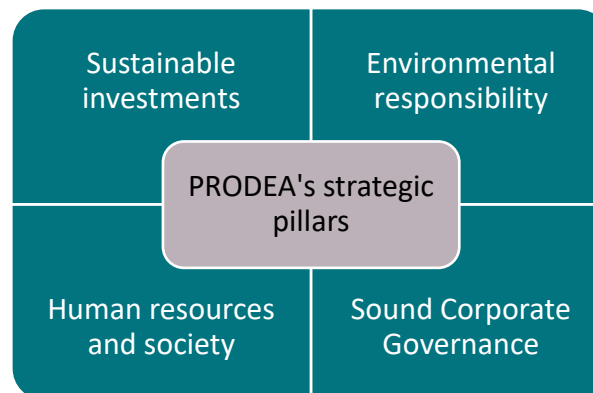 Sustainable
investments
Environmental
responsibility
PRODEA's strategic
pillars
Human resources
and society
Sound Corporate
Governance